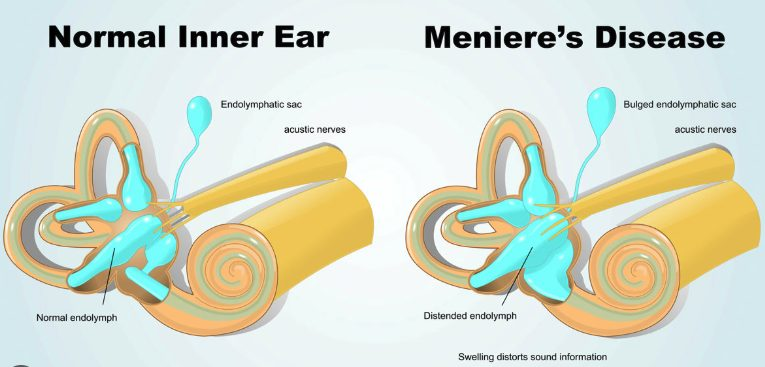 Normal Inner Ear
Endolymphatic sac
acustic nerves
Normal endolymph
Meniere's Disease
Bulged endolymphatic sac
acustic nerves
Distended endolymph
Swelling distorts sound information